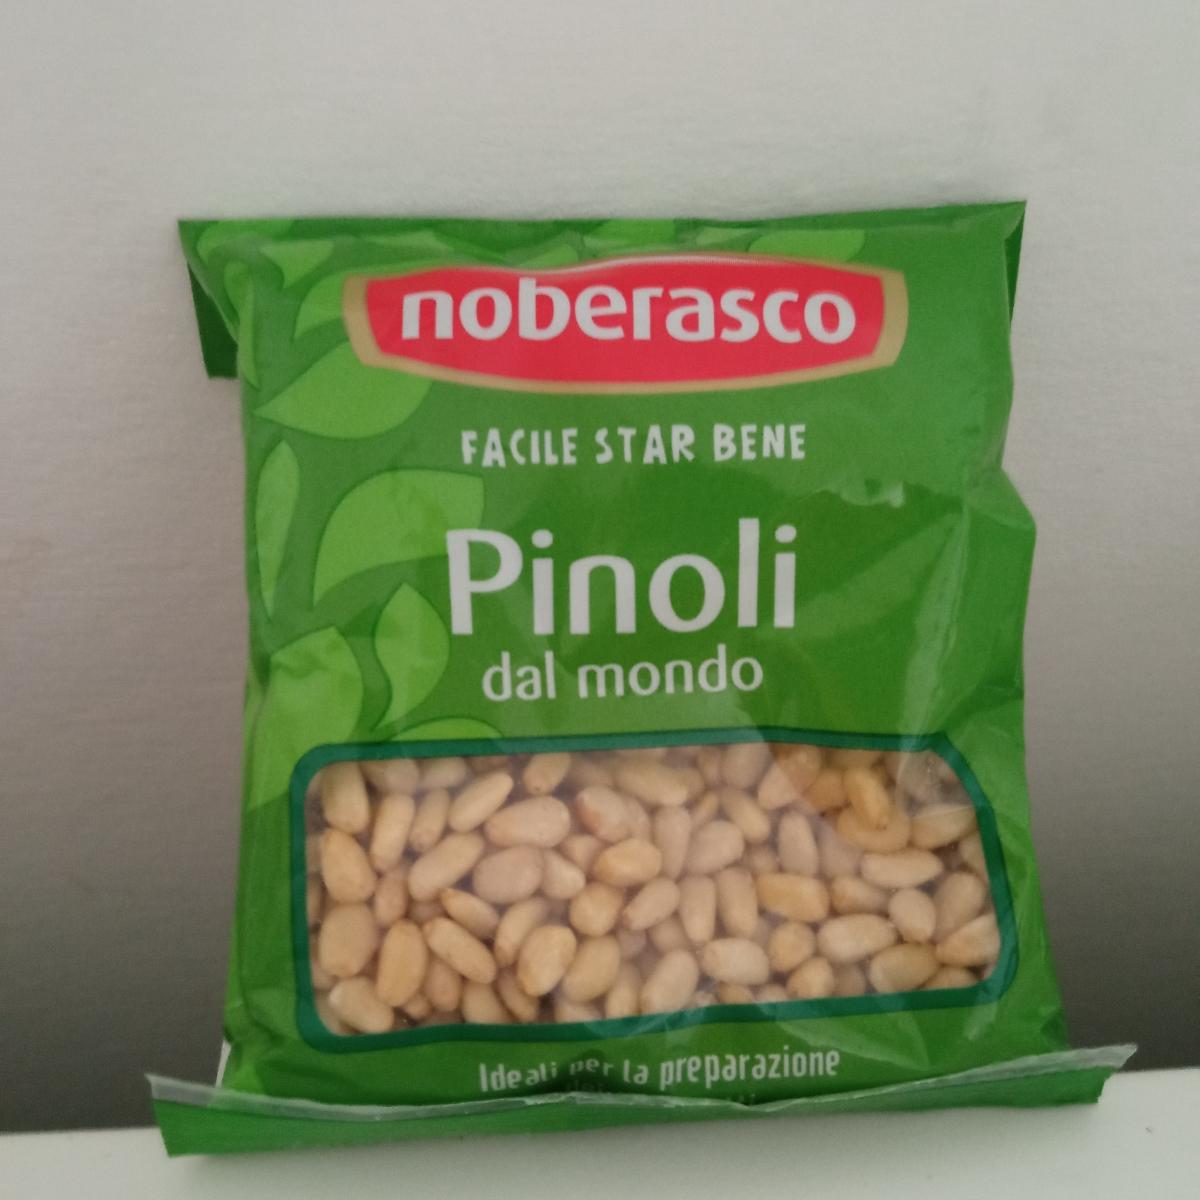 noberasco
FACILE STAR BENE
Pinoli
dal mondo
Ideali per la preparazione